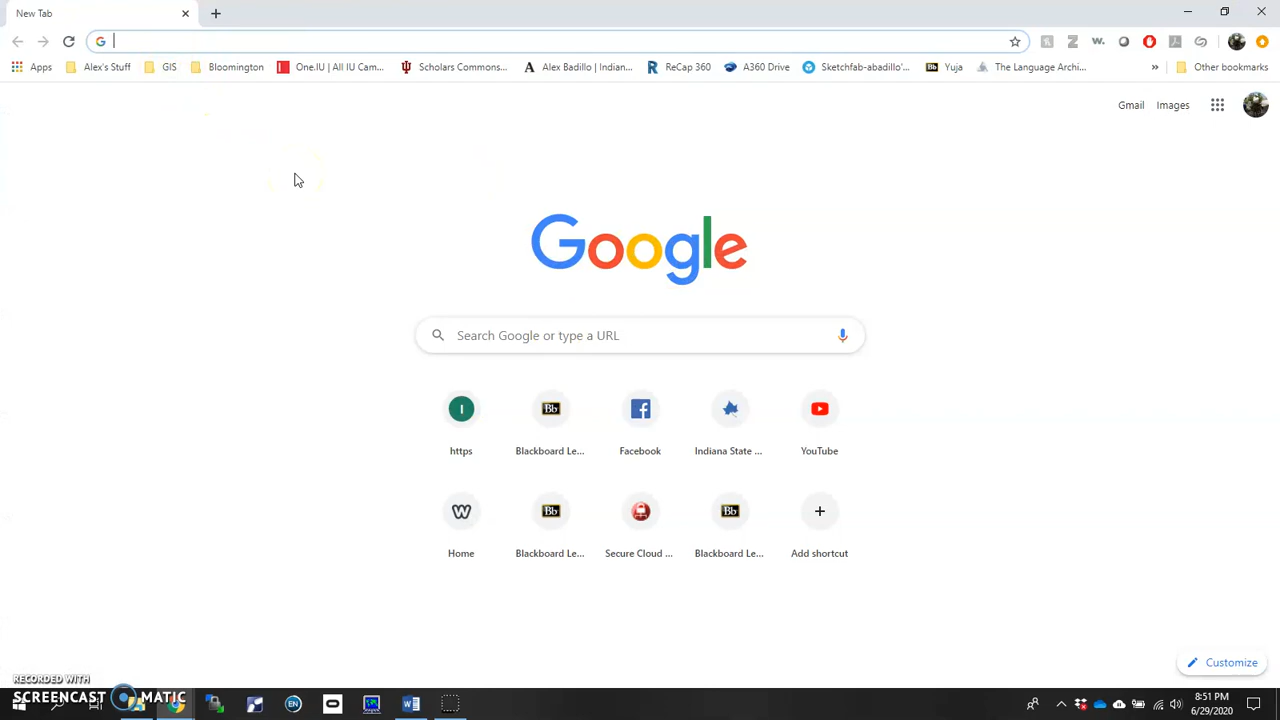 New Tab
Apps Alex's Stuff GIS Bloomington One.IU | All IU Cam... Scholars Commons... Alex Badillo | Indian... ReCap 360 A360 Drive Sketchfab-abadillo'... Yuja The Language Archi... » Other bookmarks
Gmail Images
Google
Search Google or type a URL
https Blackboard Le... Facebook Indiana State ... YouTube
Home Blackboard Le... Secure Cloud ... Blackboard Le... Add shortcut
Customize
RECORDED WITH
SCREENCAST MATIC
8:51 PM
6/29/2020